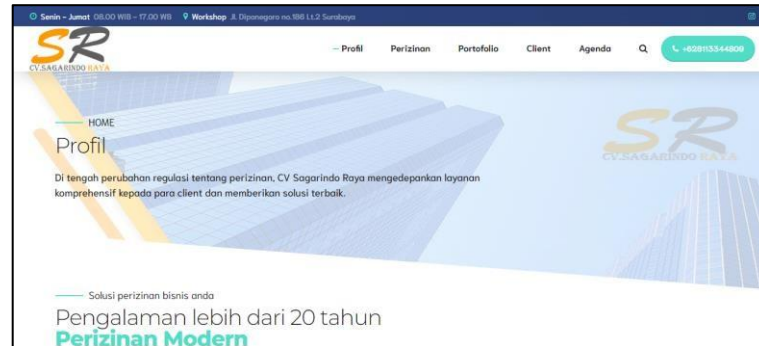 Senin - Jumat 08.00 WIB - 17.00 WIB Workshop Jl. Diponegoro no.186 Lt.2 Surabaya
SR
CV.SAGARINDO RAYA
Profil Perizinan Portofolio Client Agenda +628113344809
HOME
Profil
SR
CV.SAGARINDO RAYA
Di tengah perubahan regulasi tentang perizinan, CV Sagarindo Raya mengedepankan layanan
komprehensif kepada para client dan memberikan solusi terbaik.
Solusi perizinan bisnis anda
Pengalaman lebih dari 20 tahun
Perizinan Modern